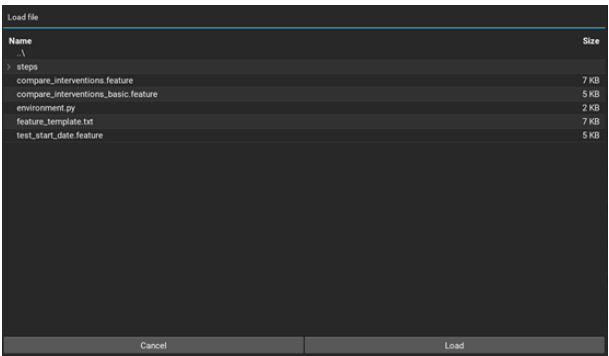 Load file
Name Size
..\
> steps
compare_interventions.feature 7 KB
compare_interventions_basic.feature 5 KB
environment.py 2 KB
feature_template.txt 7 KB
test_start_date.feature 5 KB
Cancel Load